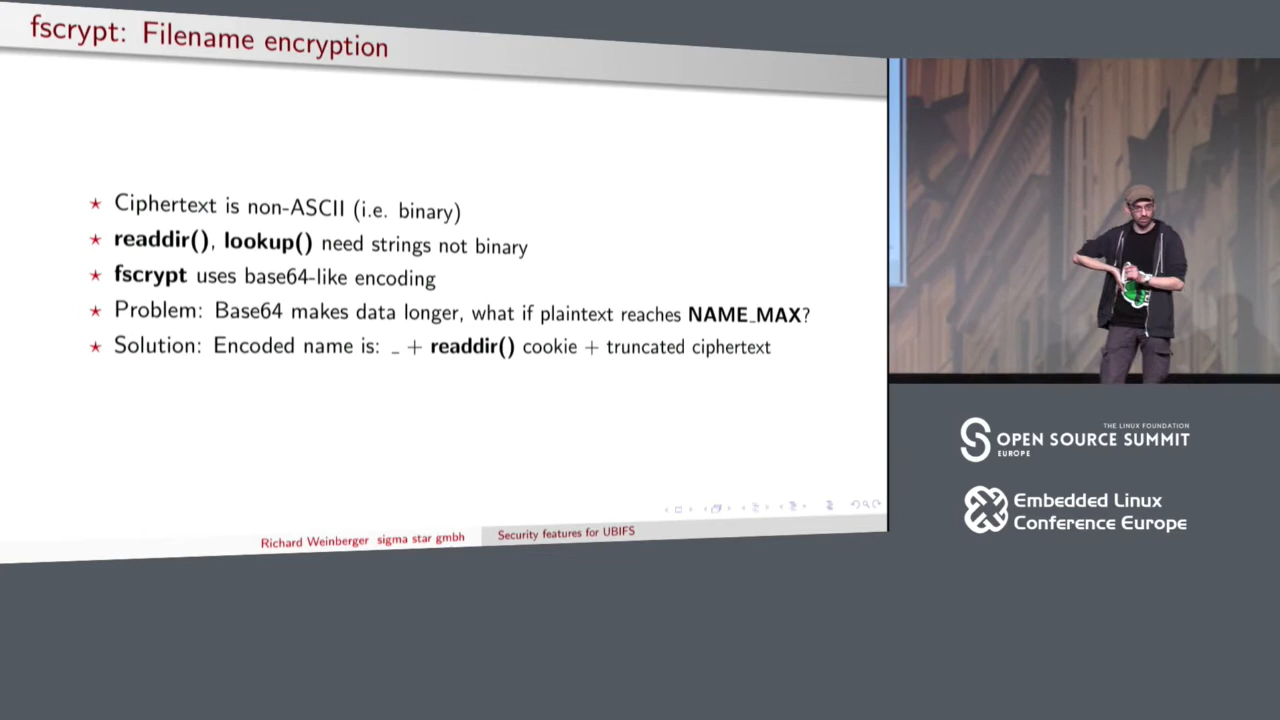 fscrypt: Filename encryption
★ Ciphertext is non-ASCII (i.e. binary)
★ readdir(), lookup() need strings not binary
★ fscrypt uses base64-like encoding
★ Problem: Base64 makes data longer, what if plaintext reaches NAME_MAX?
★ Solution: Encoded name is: _ + readdir() cookie + truncated ciphertext
Richard Weinberger sigma star gmbh
Security features for UBIFS
THE LINUX FOUNDATION
OPEN SOURCE SUMMIT
EUROPE
Embedded Linux
Conference Europe